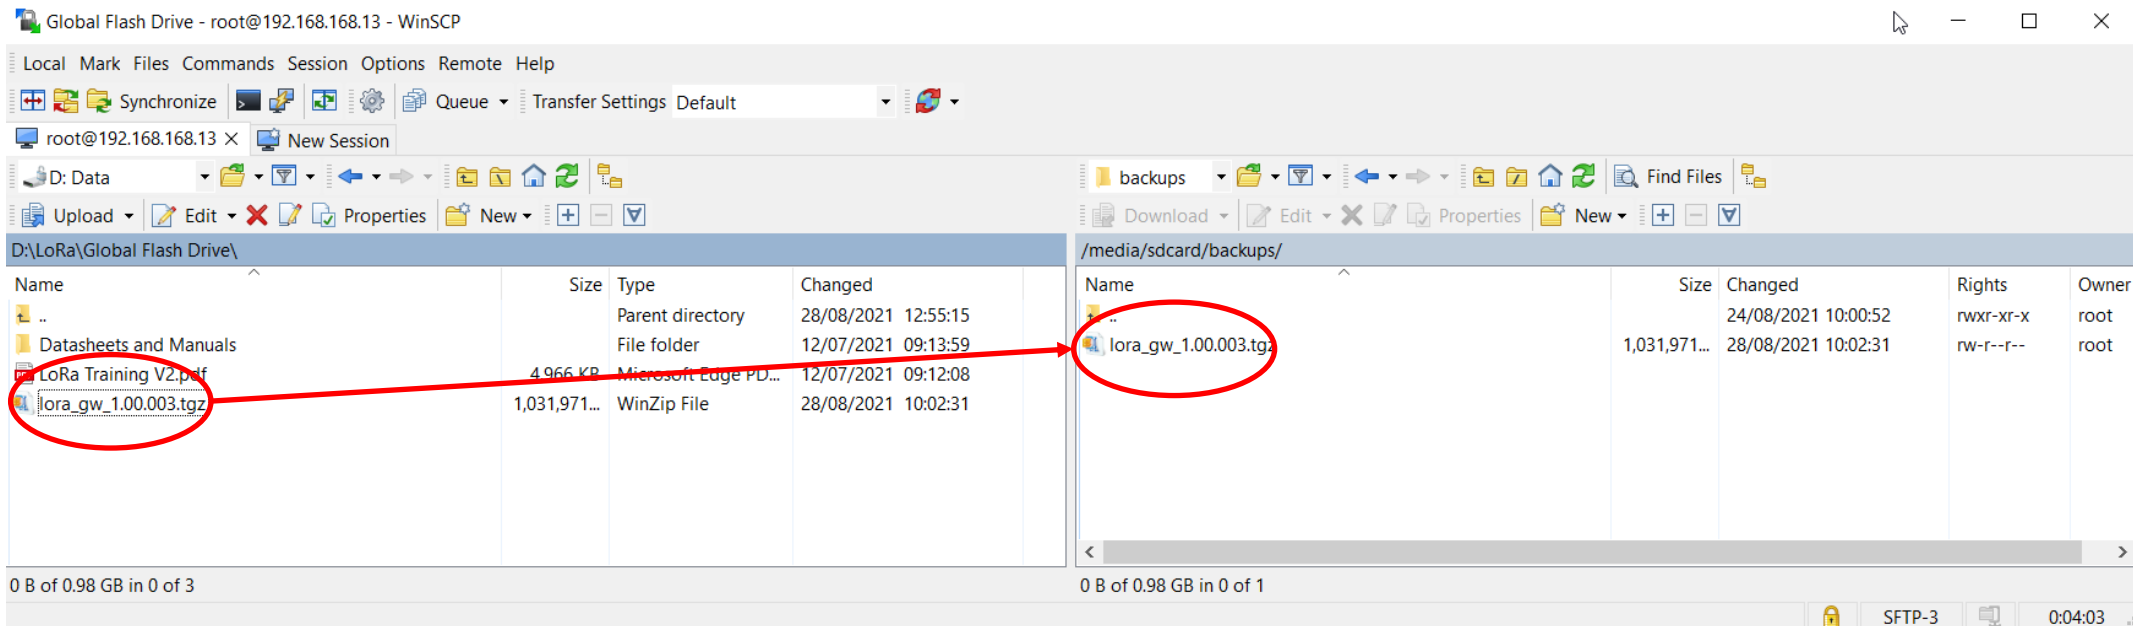 Global Flash Drive - root@192.168.168.13 - WinSCP
Local Mark Files Commands Session Options Remote Help
Synchronize Queue Transfer Settings Default
root@192.168.168.13 New Session
D: Data backups Find Files
Upload Edit Properties New Download Edit Properties New
D:\LoRa\Global Flash Drive\ /media/sdcard/backups/
Name Size Type Changed Name Size Changed Rights Owner
.. Parent directory 28/08/2021 12:55:15 .. 24/08/2021 10:00:52 rwxr-xr-x root
Datasheets and Manuals File folder 12/07/2021 09:13:59 lora_gw_1.00.003.tgz 1,031,971... 28/08/2021 10:02:31 rw-r--r-- root
LoRa Training V2.pdf 4,966 KB Microsoft Edge PD... 12/07/2021 09:12:08
lora_gw_1.00.003.tgz 1,031,971... WinZip File 28/08/2021 10:02:31
0 B of 0.98 GB in 0 of 3 0 B of 0.98 GB in 0 of 1
SFTP-3 0:04:03